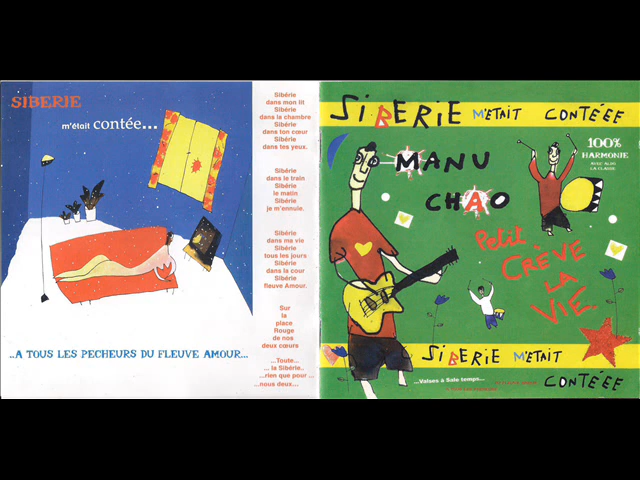 SIBERIE
m'était contée...
..A TOUS LES PECHEURS DU FLEUVE AMOUR...
Sibérie
dans mon lit
Sibérie
dans la chambre
Sibérie
dans ton cœur
Sibérie
dans tes yeux.
Sibérie
dans le train
Sibérie
le matin
Sibérie
je m'ennuie.
Sibérie
dans ma vie
Sibérie
tous les jours
Sibérie
dans la cour
Sibérie
fleuve Amour.
Sur
la
place
Rouge
de nos
deux cœurs
...Toute...
... la Sibérie..
...rien que pour ...
...nous deux...
SIBERIE M'ETAIT CONTÉEE
MANU
CHAO
100%
HARMONIE
AVEC ALAU
LA CLASSE
Petit
CRÈVE
LA
VIE
SIBERIE M'ETAIT
CONTÉEE
...Valses à Sale temps...